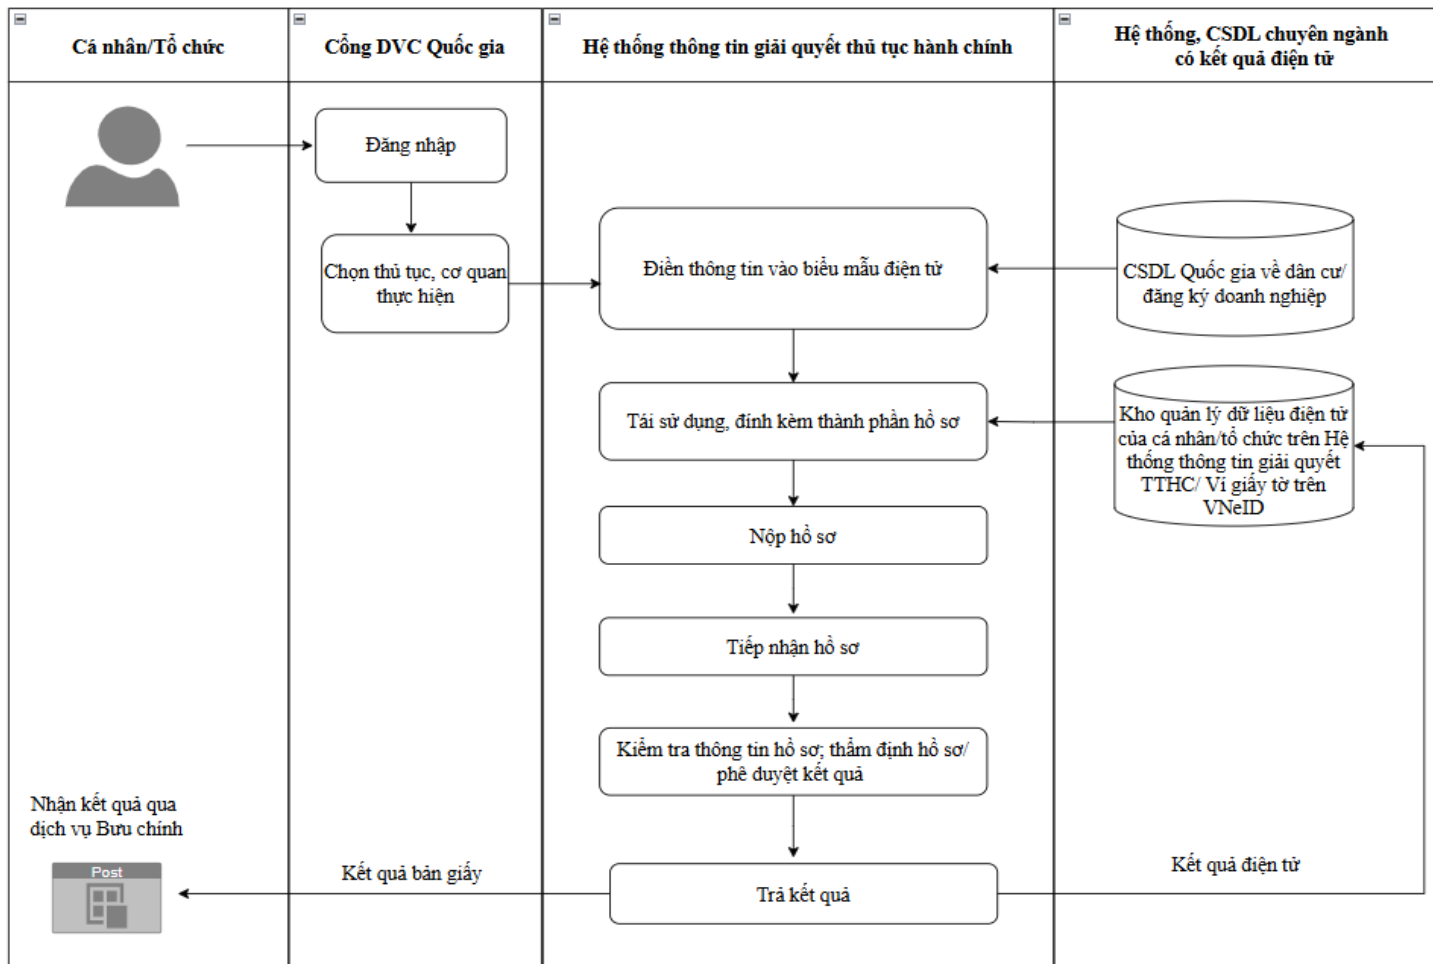 Cá nhân/Tổ chức
Cổng DVC Quốc gia
Hệ thống thông tin giải quyết thủ tục hành chính
Hệ thống, CSDL chuyên ngành
có kết quả điện tử
Đăng nhập
Chọn thủ tục, cơ quan
thực hiện
Điền thông tin vào biểu mẫu điện tử
CSDL Quốc gia về dân cư/
đăng ký doanh nghiệp
Tái sử dụng, đính kèm thành phần hồ sơ
Kho quản lý dữ liệu điện tử
của cá nhân/tổ chức trên Hệ
thống thông tin giải quyết
TTHC/ Ví giấy tờ trên
VNeID
Nộp hồ sơ
Tiếp nhận hồ sơ
Kiểm tra thông tin hồ sơ; thẩm định hồ sơ/
phê duyệt kết quả
Nhận kết quả qua
dịch vụ Bưu chính
Post
Kết quả bản giấy
Trả kết quả
Kết quả điện tử